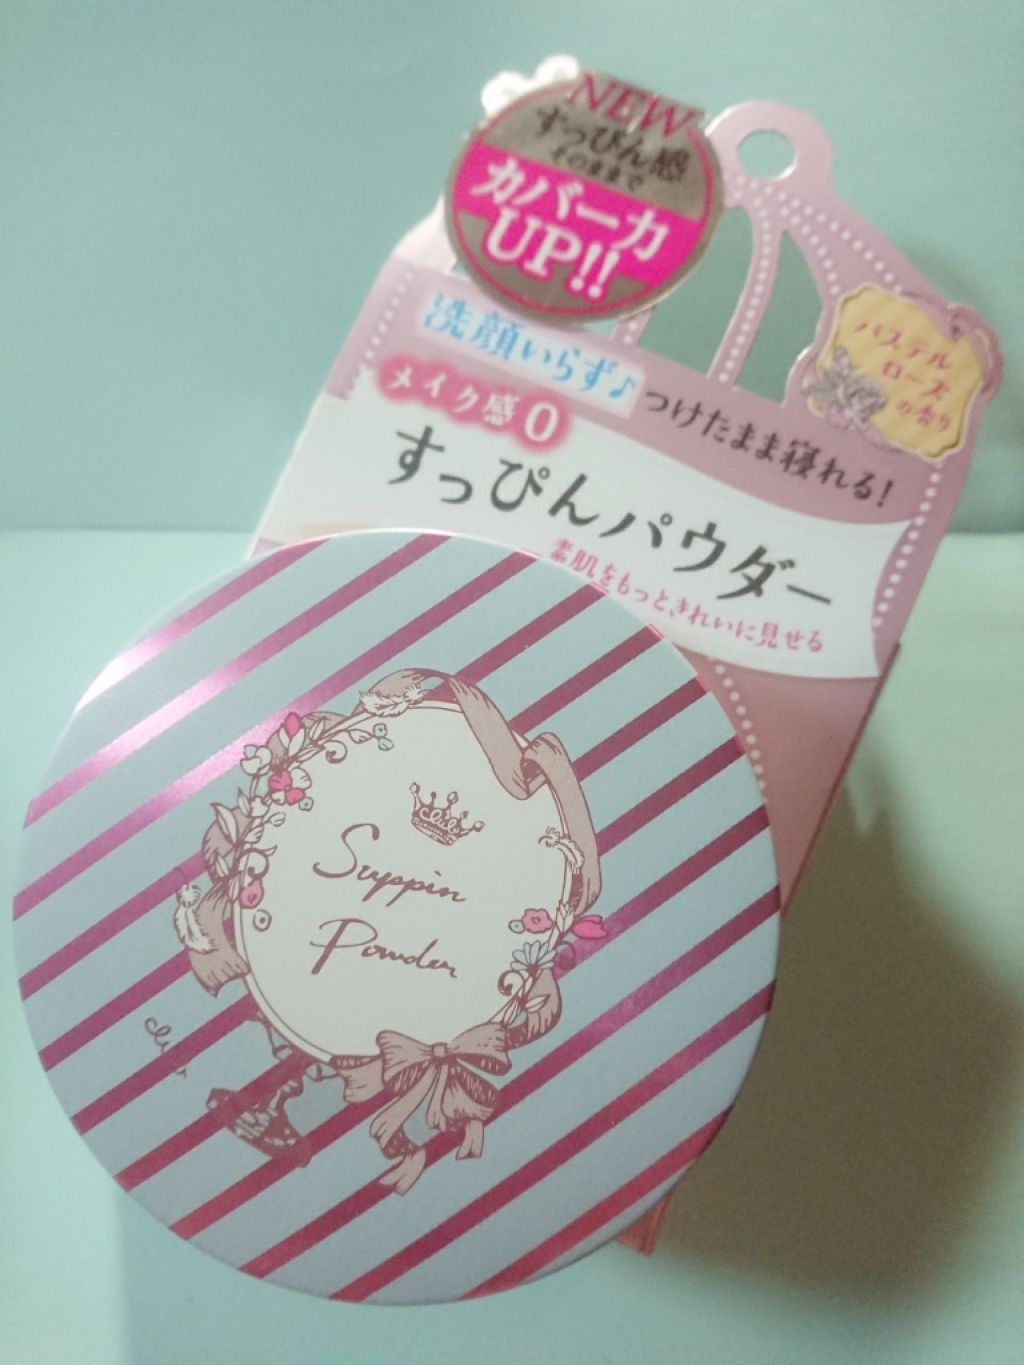 NEW
すっぴん感
そのままで
カバー力
UP!!
洗顔いらず♪
つけたまま寝れる!
パステル
ローズ
の香り
メイク感0
すっぴんパウダー
素肌をもっときれいに見せる
club
Suppin
Powder
club